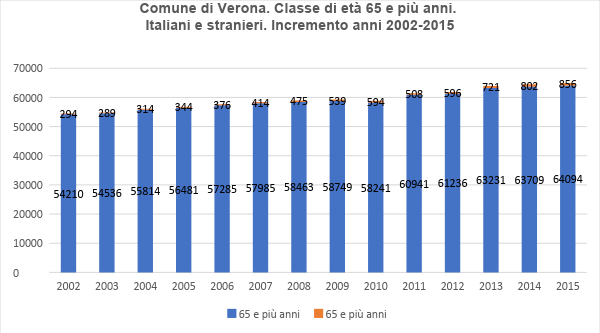 Comune di Verona. Classe di età 65 e più anni.
Italiani e stranieri. Incremento anni 2002-2015
70000
60000
50000
40000
30000
20000
10000
0
294 289 314 344 376 414 475 539 594 508 596 721 802 856
54210 54536 55814 56481 57285 57985 58463 58749 58241 60941 61236 63231 63709 64094
2002 2003 2004 2005 2006 2007 2008 2009 2010 2011 2012 2013 2014 2015
65 e più anni 65 e più anni